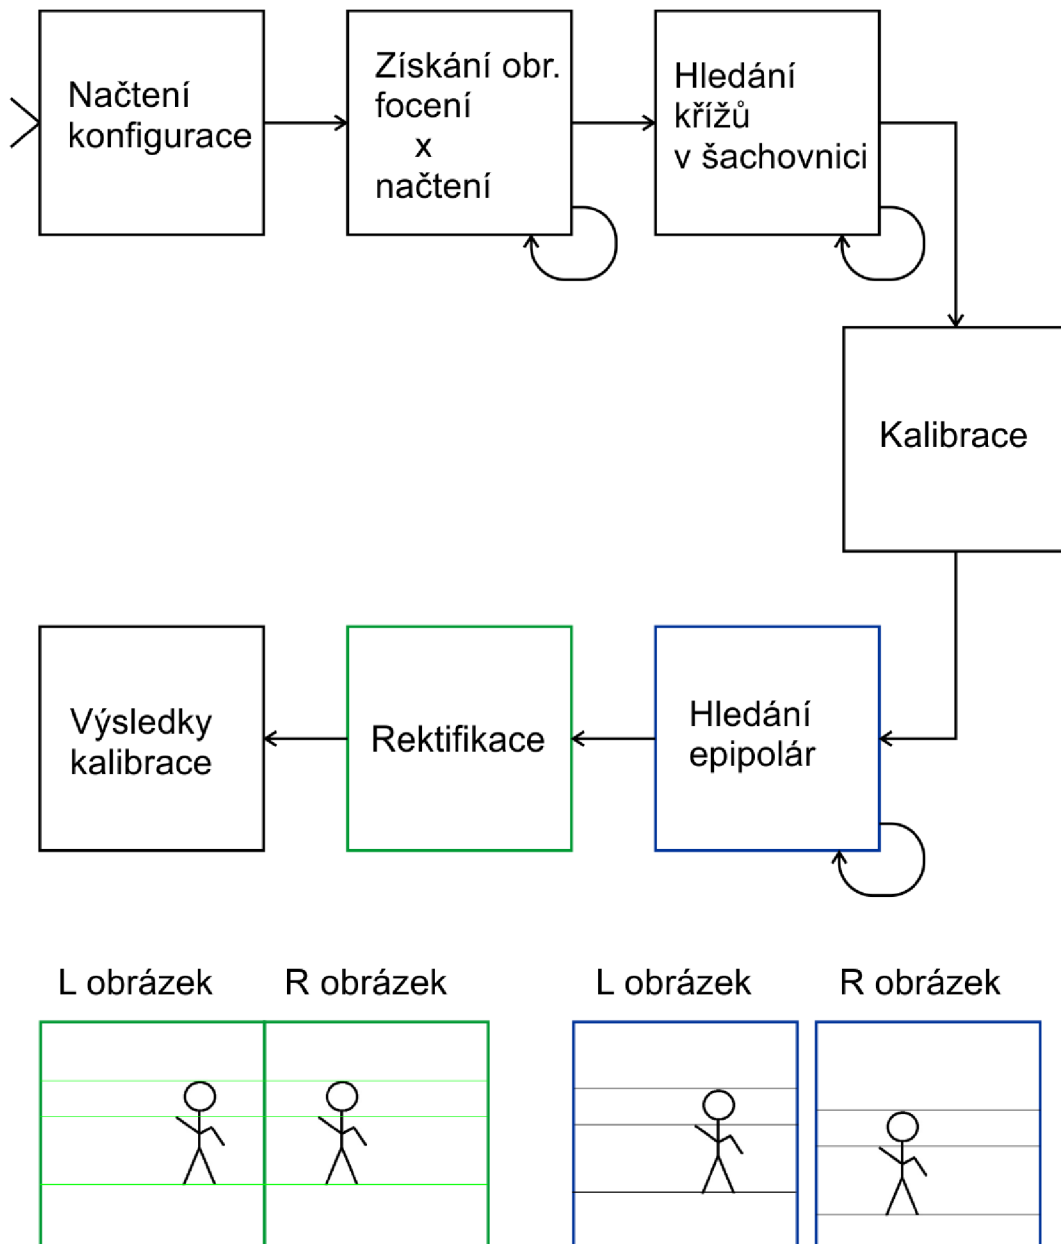 Načtení
konfigurace
Získání obr.
focení
x
načtení
Hledání
křížů
v šachovnici
Kalibrace
Hledání
epipolár
Rektifikace
Výsledky
kalibrace
L obrázek
R obrázek
L obrázek
R obrázek